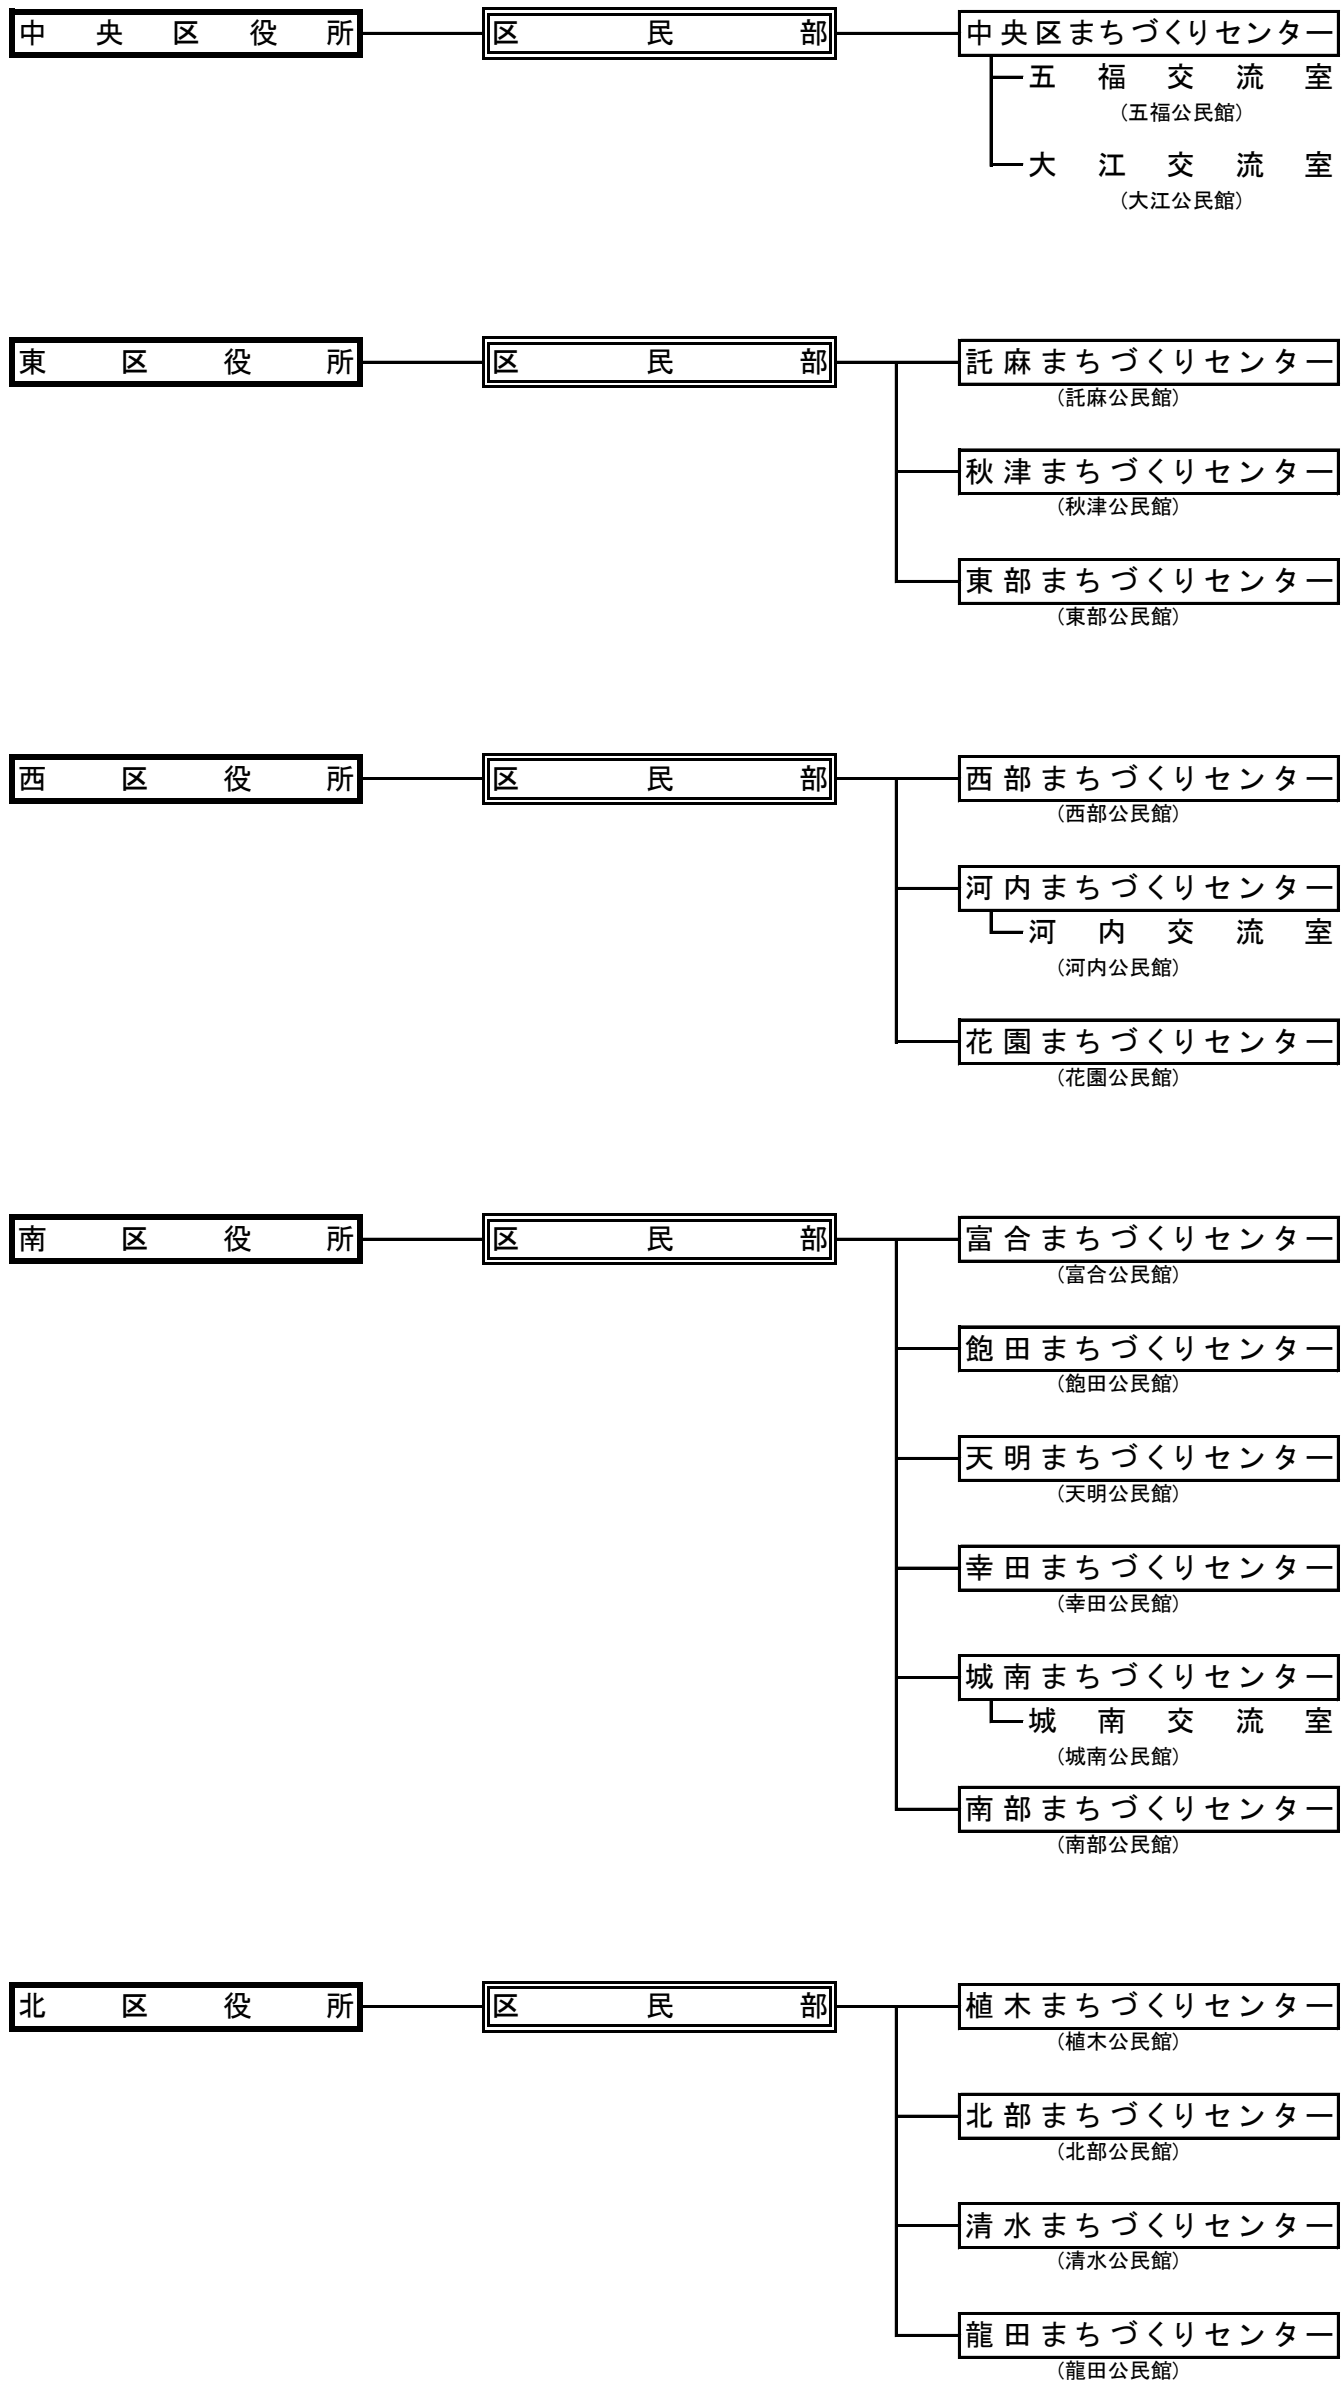 中央区役所 区民部 中央区まちづくりセンター
五福交流室
（五福公民館）
大江交流室
（大江公民館）
東区役所 区民部 託麻まちづくりセンター
（託麻公民館）
秋津まちづくりセンター
（秋津公民館）
東部まちづくりセンター
（東部公民館）
西区役所 区民部 西部まちづくりセンター
（西部公民館）
河内まちづくりセンター
河内交流室
（河内公民館）
花園まちづくりセンター
（花園公民館）
南区役所 区民部 富合まちづくりセンター
（富合公民館）
飽田まちづくりセンター
（飽田公民館）
天明まちづくりセンター
（天明公民館）
幸田まちづくりセンター
（幸田公民館）
城南まちづくりセンター
城南交流室
（城南公民館）
南部まちづくりセンター
（南部公民館）
北区役所 区民部 植木まちづくりセンター
（植木公民館）
北部まちづくりセンター
（北部公民館）
清水まちづくりセンター
（清水公民館）
龍田まちづくりセンター
（龍田公民館）